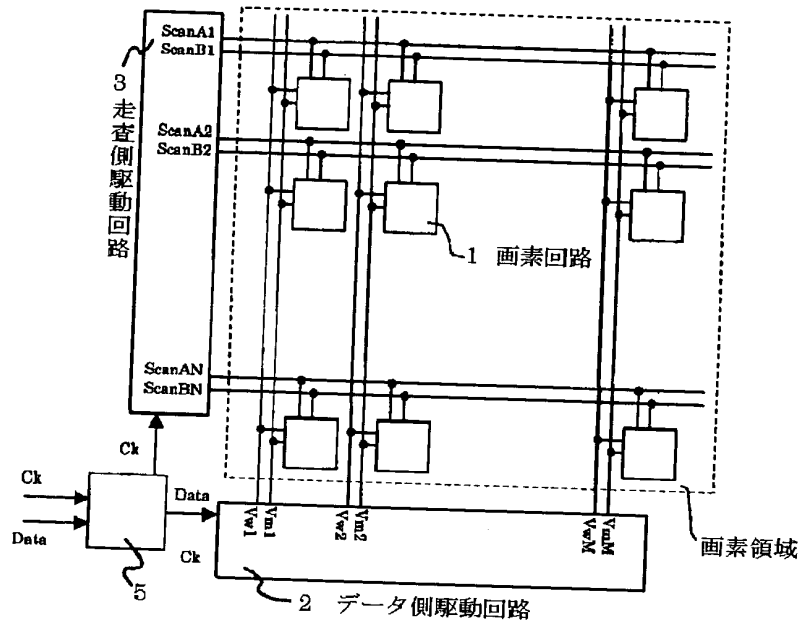 ScanA1
ScanB1
3 走査側駆動回路
ScanA2
ScanB2
1 画素回路
ScanAN
ScanBN
Ck
Ck
Data
Data
Ck
5
Vw1
Vm1
Vw2
Vm2
VwM
VmM
画素領域
2 データ側駆動回路